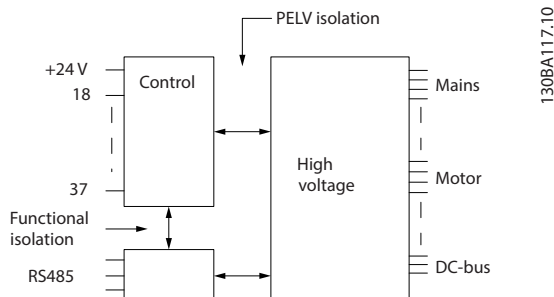 PELV isolation
130BA117.10
+24 V
18
37
Control
High
voltage
Mains
Motor
DC-bus
Functional
isolation
RS485